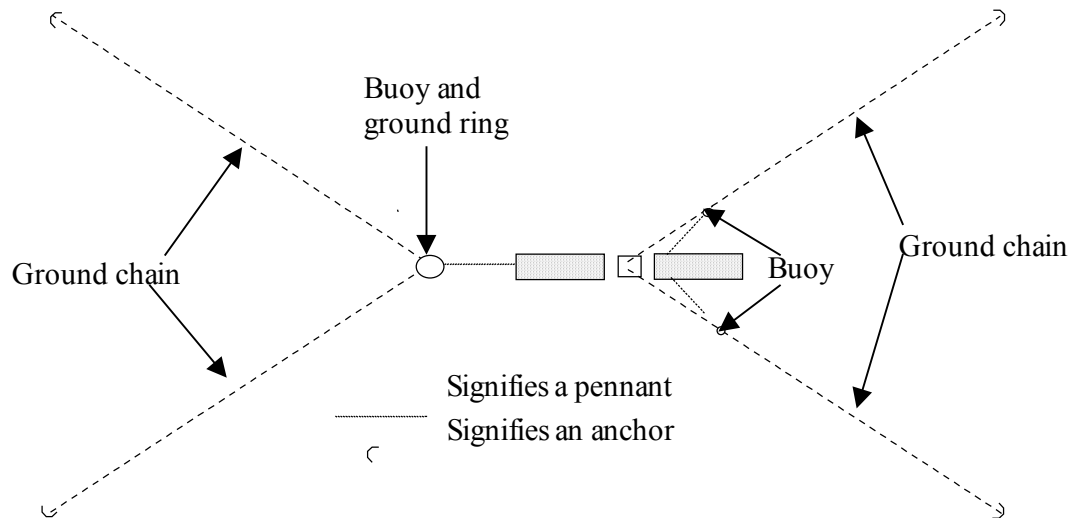 Buoy and
ground ring
Ground chain
Ground chain
Buoy
Signifies a pennant
Signifies an anchor